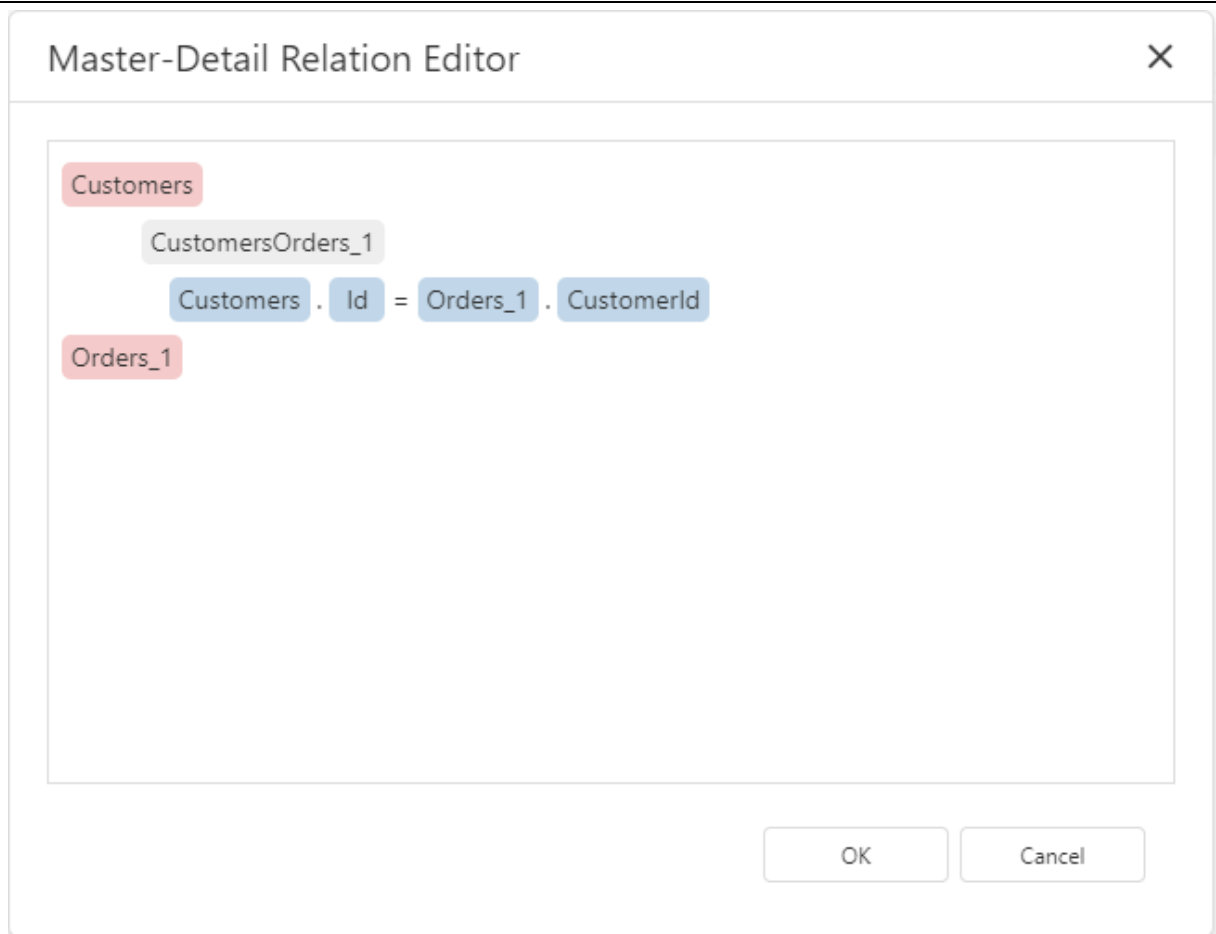 Master-Detail Relation Editor
Customers
CustomersOrders_1
Customers . Id = Orders_1 . CustomerId
Orders_1
OK Cancel